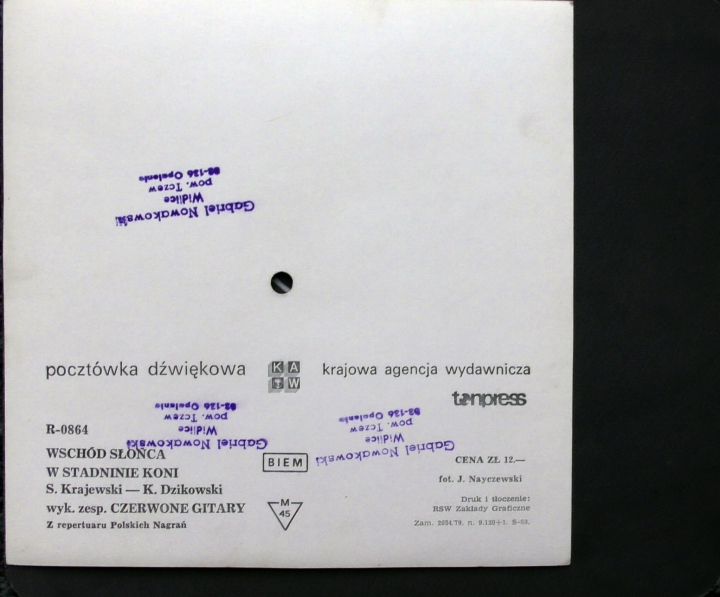 Gabriel Nowakowski
Widlice
pow. Tczew
83-136 Opalenie
pocztówka dźwiękowa
KAW
krajowa agencja wydawnicza
tonpress
R-0864
WSCHÓD SŁOŃCA
W STADNINIE KONI
S. Krajewski — K. Dzikowski
wyk. zesp. CZERWONE GITARY
Z repertuaru Polskich Nagrań
Gabriel Nowakowski
Widlice
pow. Tczew
83-136 Opalenie
BIEM
M
45
Gabriel Nowakowski
Widlice
pow. Tczew
83-136 Opalenie
CENA ZŁ 12.—
fot. J. Nayczewski
Druk i tłoczenie:
RSW Zakłady Graficzne
Zam. n.